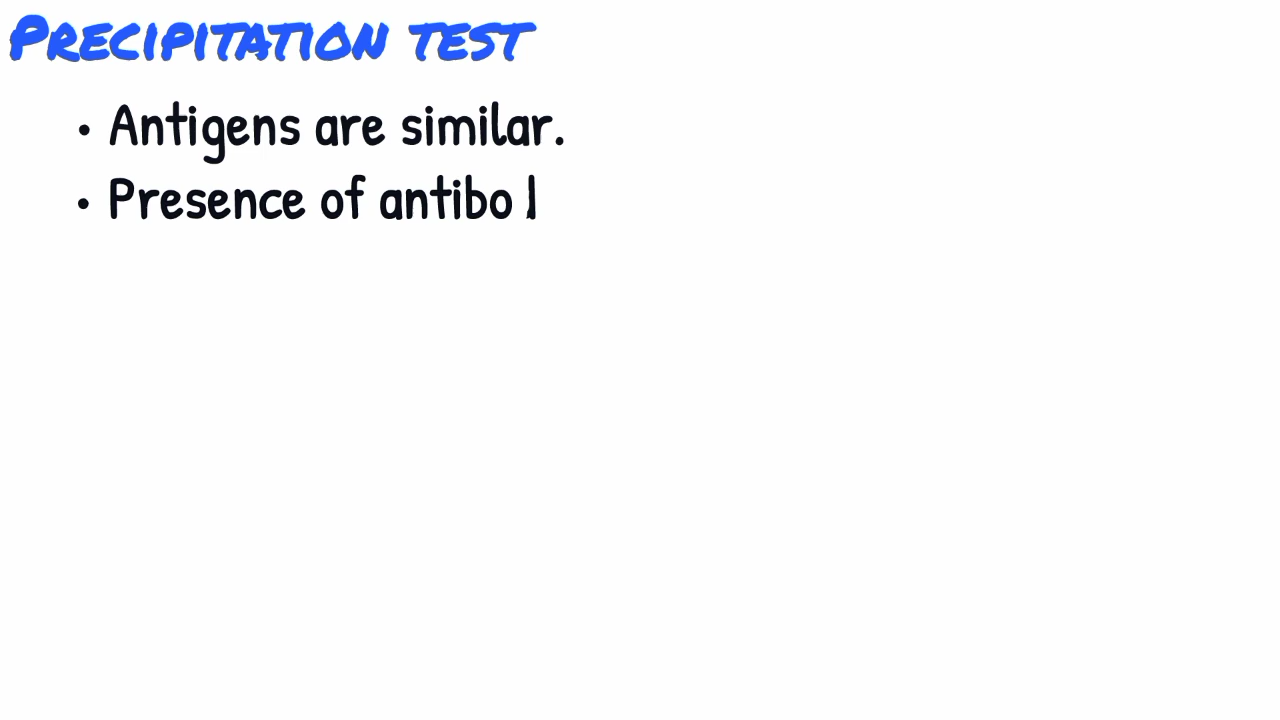 Precipitation test
• Antigens are similar.
• Presence of antibo